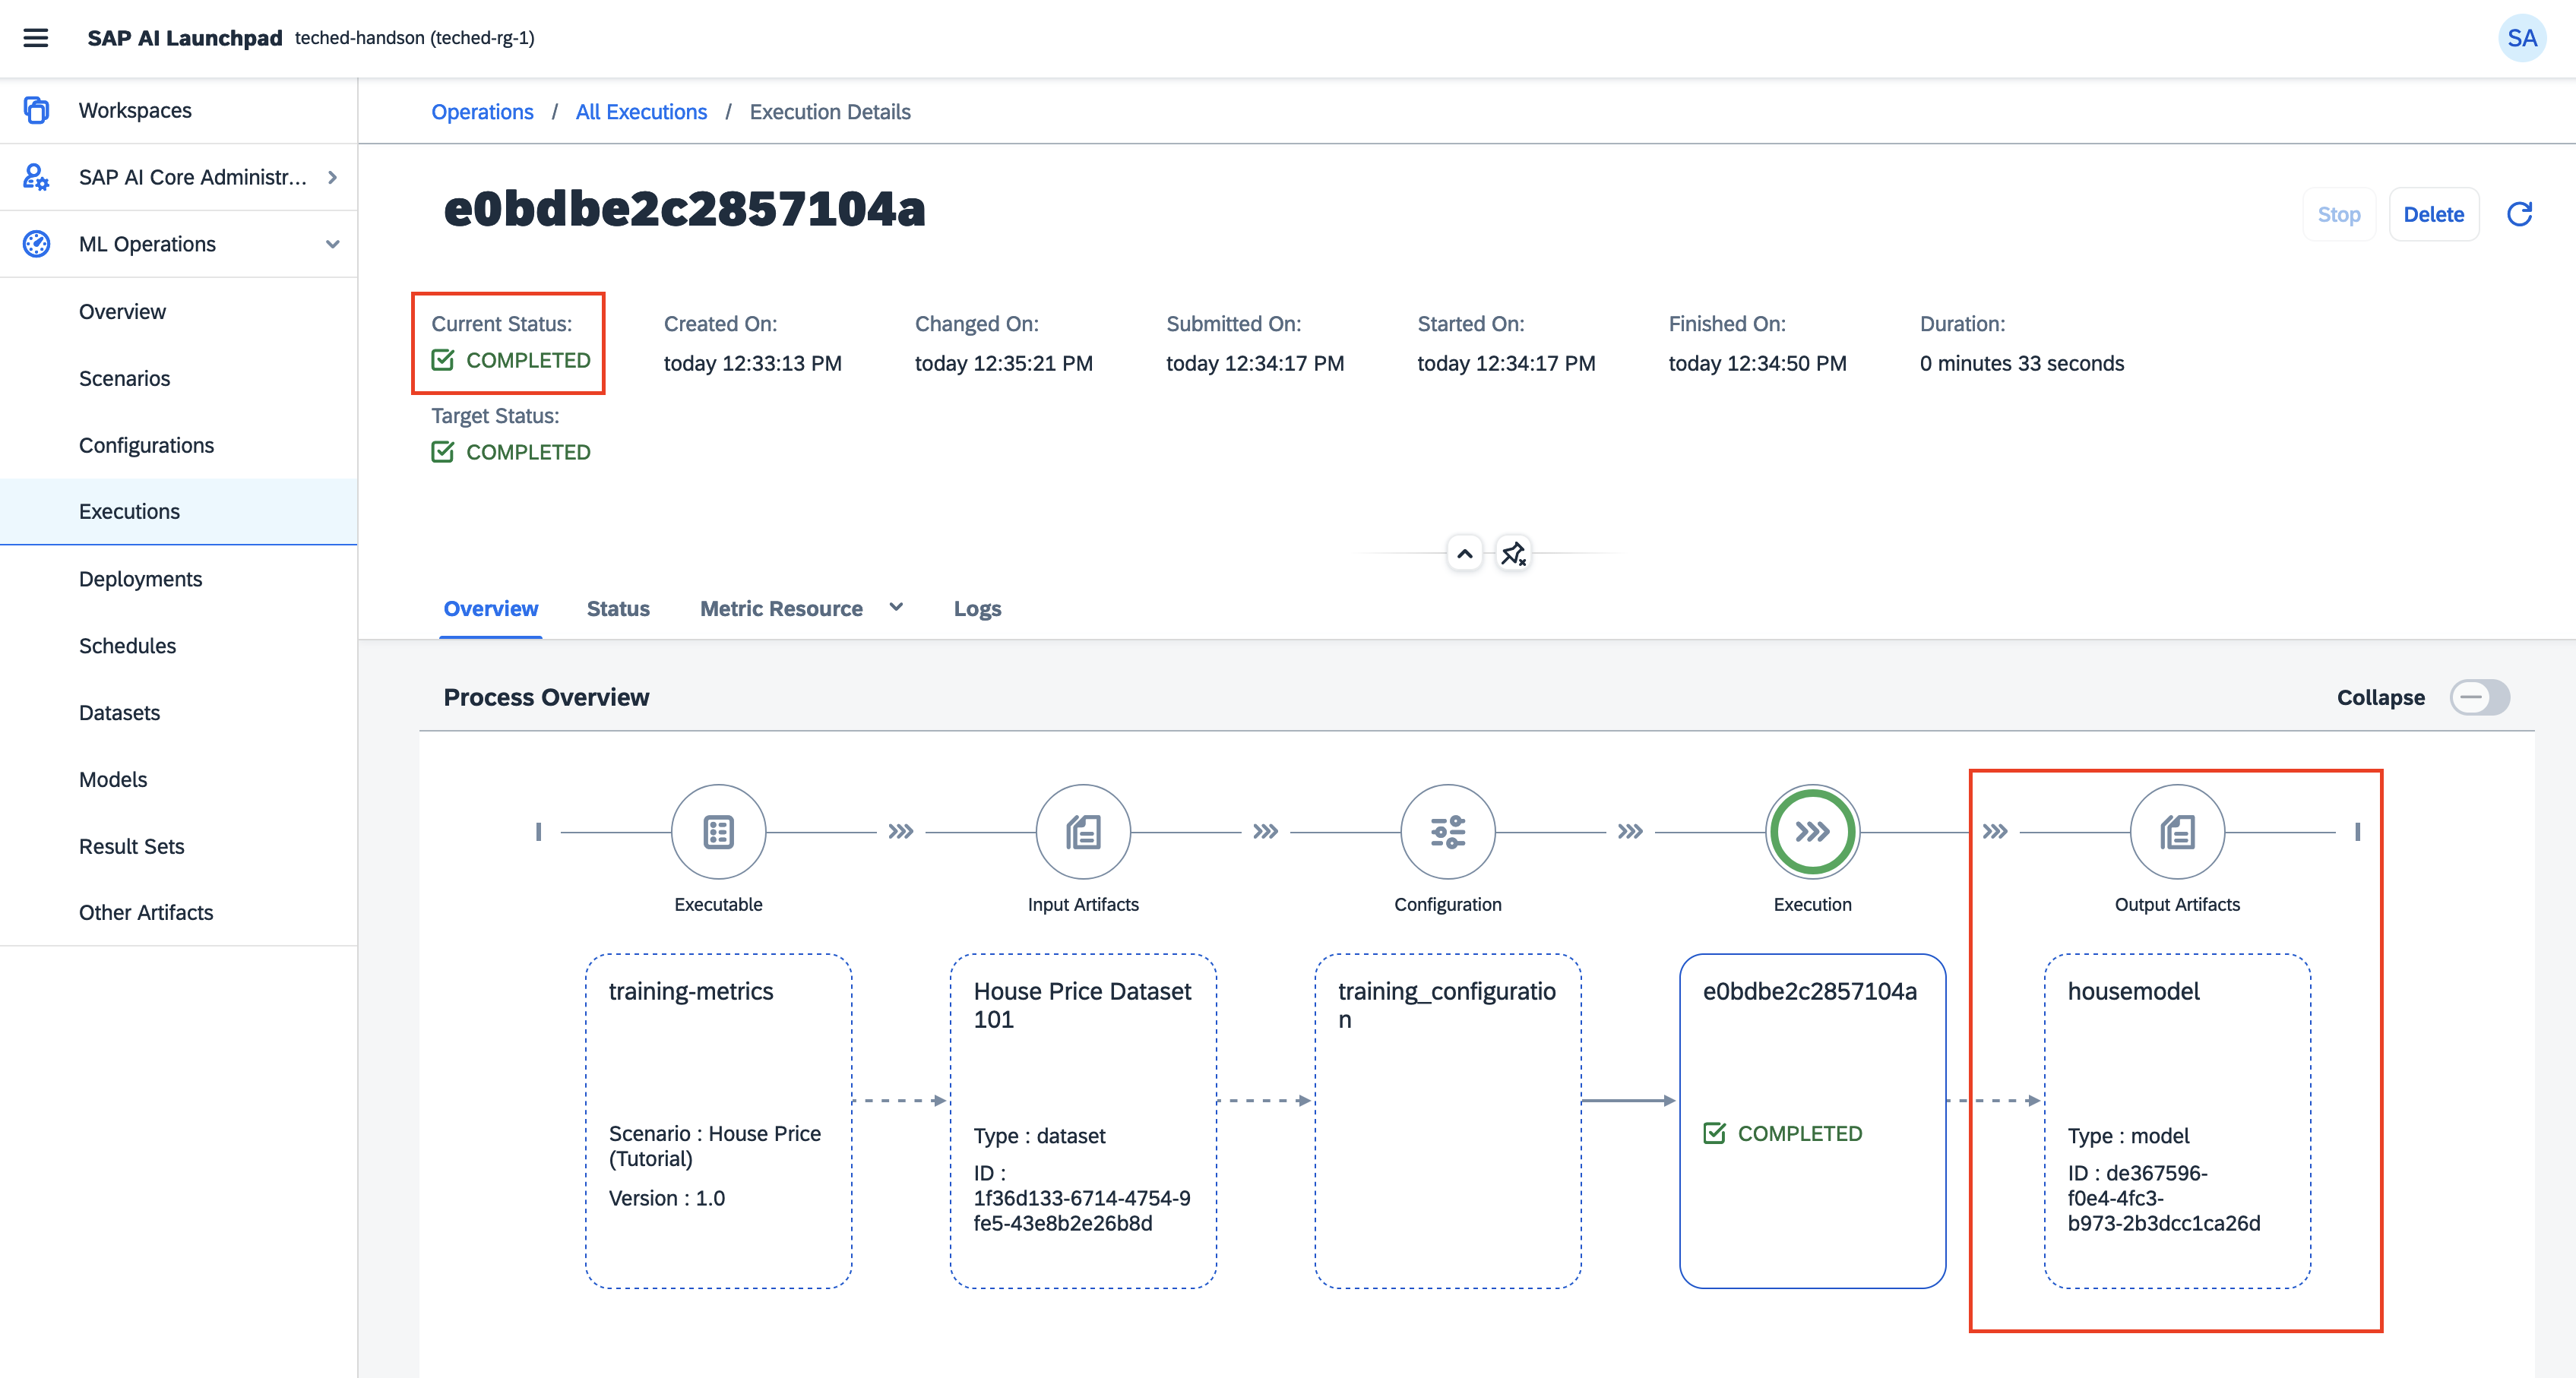 SAP AI Launchpad teched-handson (teched-rg-1)
SA
Workspaces
SAP AI Core Administr...
ML Operations
Overview
Scenarios
Configurations
Executions
Deployments
Schedules
Datasets
Models
Result Sets
Other Artifacts
Operations / All Executions / Execution Details
e0bdbe2c2857104a
Stop
Delete
Current Status:
COMPLETED
Created On:
today 12:33:13 PM
Changed On:
today 12:35:21 PM
Submitted On:
today 12:34:17 PM
Started On:
today 12:34:17 PM
Finished On:
today 12:34:50 PM
Duration:
0 minutes 33 seconds
Target Status:
COMPLETED
Overview
Status
Metric Resource
Logs
Process Overview
Collapse
Executable
Input Artifacts
Configuration
Execution
Output Artifacts
training-metrics
Scenario : House Price
(Tutorial)
Version : 1.0
House Price Dataset
101
Type : dataset
ID :
1f36d133-6714-4754-9
fe5-43e8b2e26b8d
training_configuratio
n
e0bdbe2c2857104a
COMPLETED
housemodel
Type : model
ID : de367596-
f0e4-4fc3-
b973-2b3dcc1ca26d